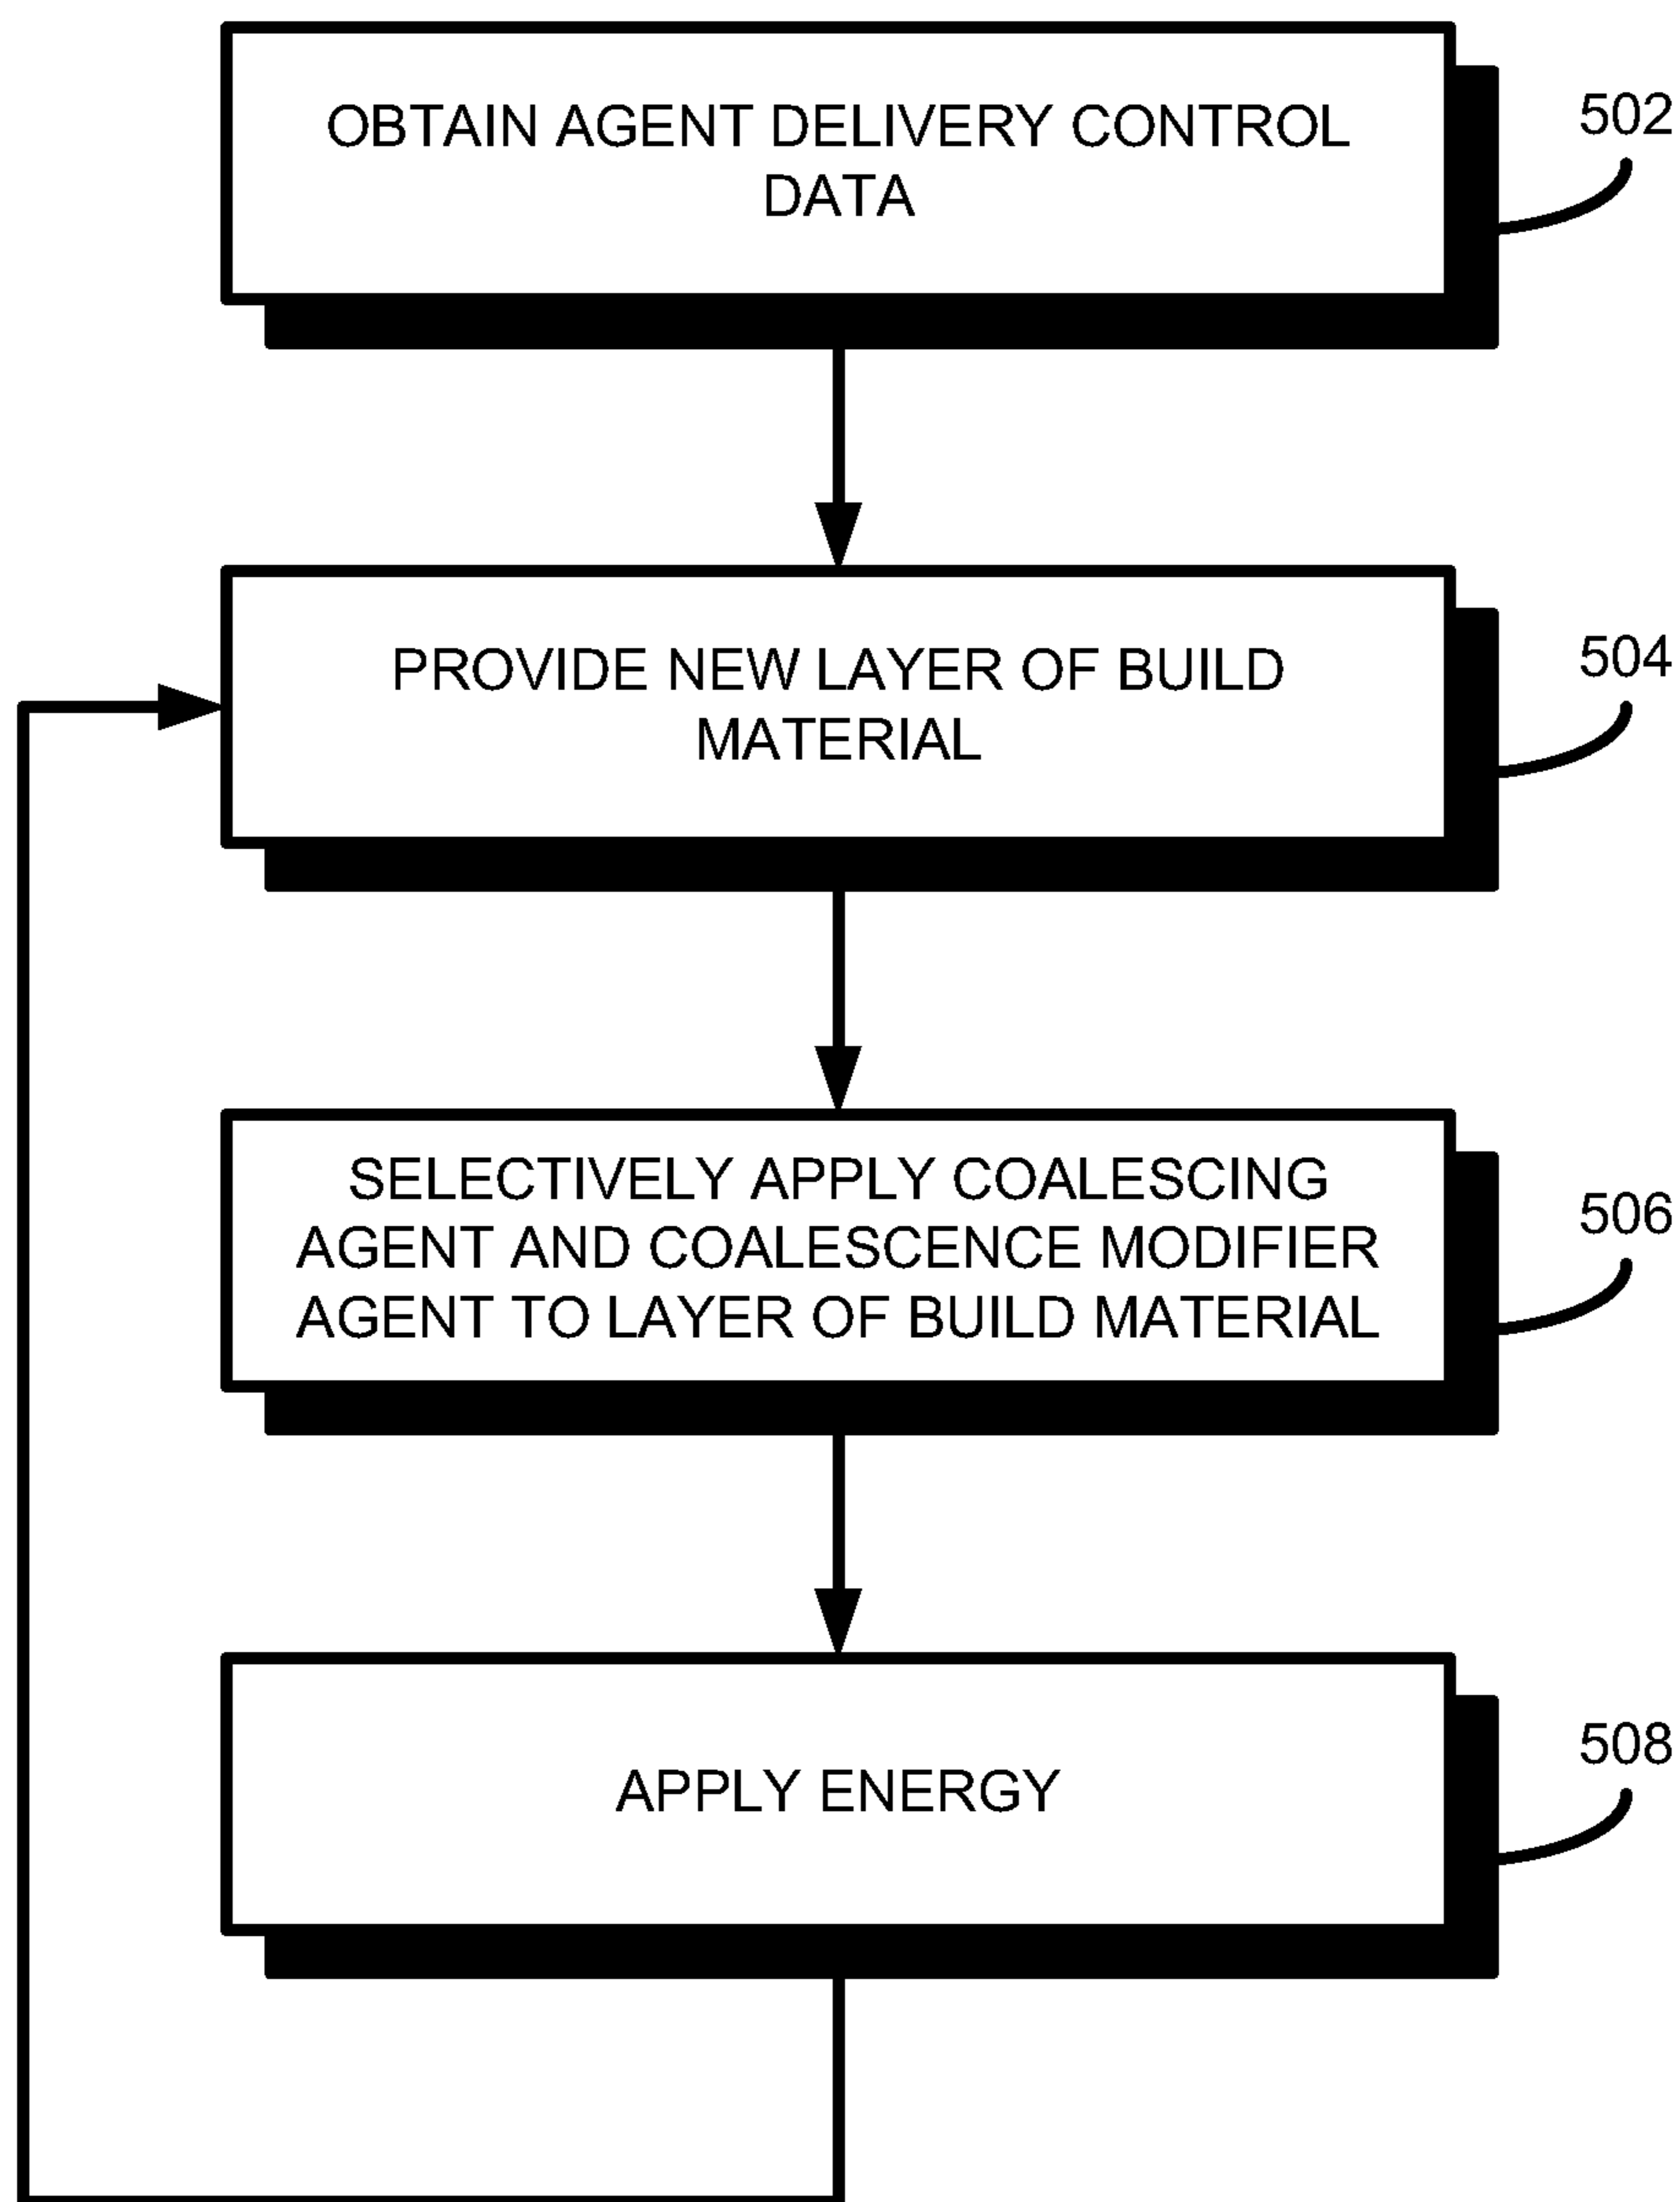 OBTAIN AGENT DELIVERY CONTROL
DATA
502
PROVIDE NEW LAYER OF BUILD
MATERIAL
504
SELECTIVELY APPLY COALESCING
AGENT AND COALESCENCE MODIFIER
AGENT TO LAYER OF BUILD MATERIAL
506
APPLY ENERGY
508